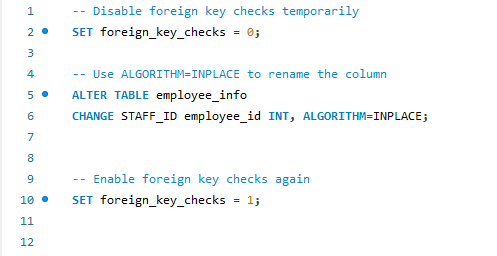 1 -- Disable foreign key checks temporarily
2 SET foreign_key_checks = 0;
3
4 -- Use ALGORITHM=INPLACE to rename the column
5 ALTER TABLE employee_info
6 CHANGE STAFF_ID employee_id INT, ALGORITHM=INPLACE;
7
8
9 -- Enable foreign key checks again
10 SET foreign_key_checks = 1;
11
12